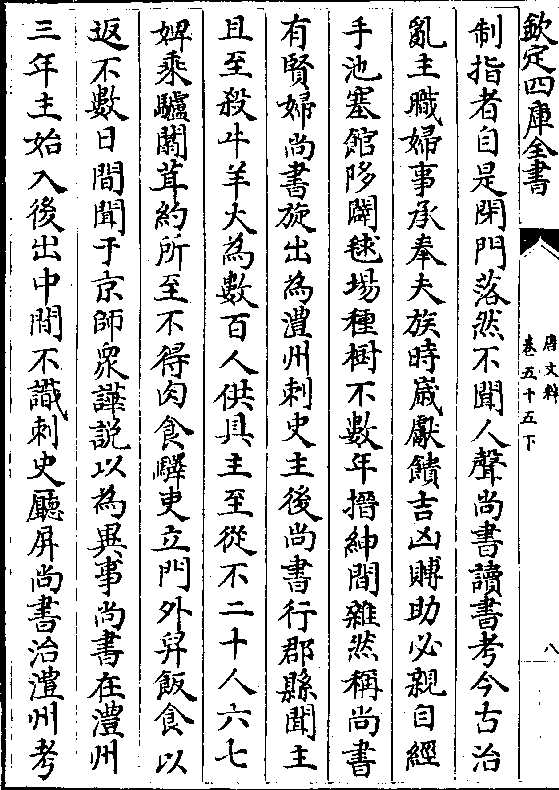 欽定四庫全書
唐文粹
卷五十五下
八
制指者自是閉門落然不聞人聲尚書讀書考今古治
亂主職婦事承奉夫族時歲獻饋吉凶賻助必親自經
手池塞館陊闢毬場種樹不數年搢紳間雜然稱尚書
有賢婦尚書旋出為澧州刺史主後尚書行郡縣聞主
且至殺牛羊犬為數百人供具主至從不二十人六七
婢乘驢闒茸約所至不得肉食驛吏立門外舁飯食以
返不數日間聞于京師衆譁說以為異事尚書在澧州
三年主始入後出中間不識刺史廳屏尚書治澧州考